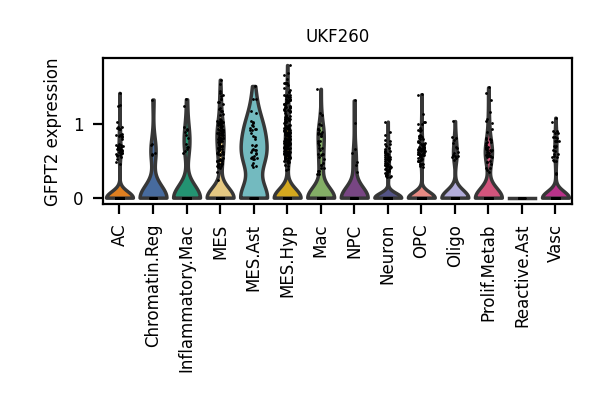 UKF260
GFPT2 expression
1
0
AC
Chromatin.Reg
Inflammatory.Mac
MES
MES.Ast
MES.Hyp
Mac
NPC
Neuron
OPC
Oligo
Prolif.Metab
Reactive.Ast
Vasc